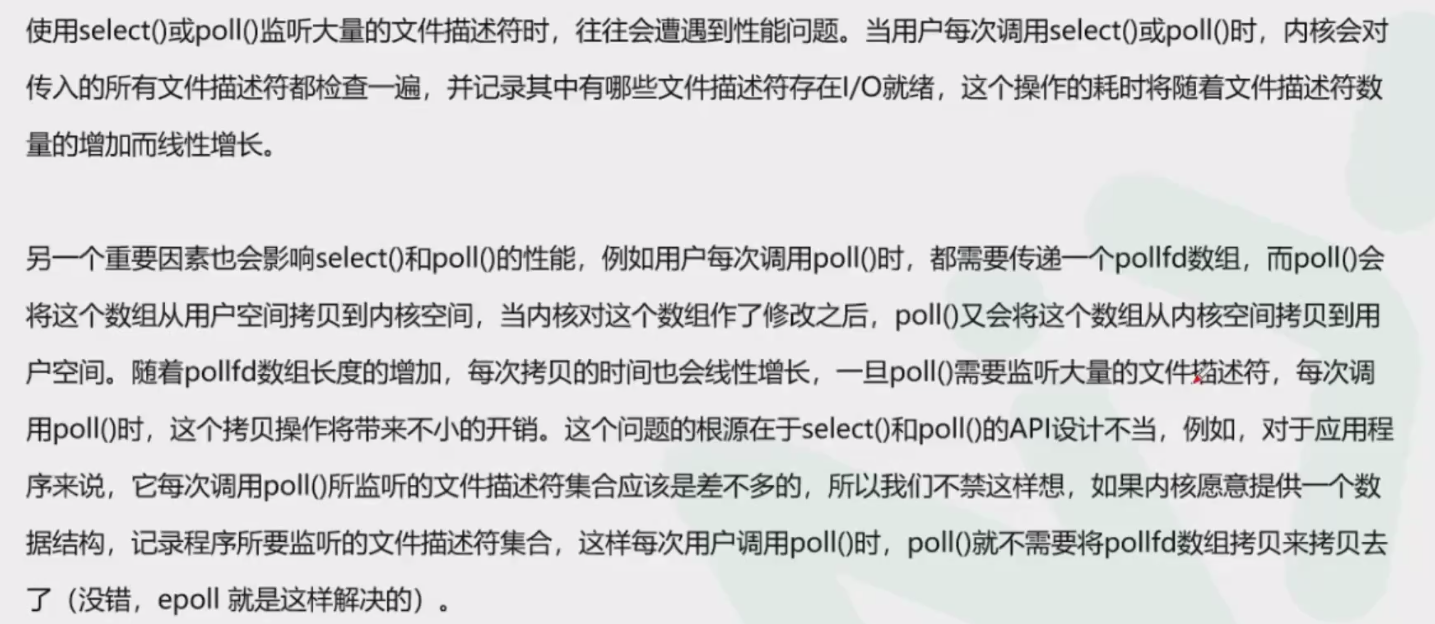 使用select()或poll()监听大量的文件描述符时，往往会遭遇到性能问题。当用户每次调用select()或poll()时，内核会对
传入的所有文件描述符都检查一遍，并记录其中有哪些文件描述符存在I/O就绪，这个操作的耗时将随着文件描述符数
量的增加而线性增长。
另一个重要因素也会影响select()和poll()的性能，例如用户每次调用poll()时，都需要传递一个pollfd数组，而poll()会
将这个数组从用户空间拷贝到内核空间，当内核对这个数组作了修改之后，poll()又会将这个数组从内核空间拷贝到用
户空间。随着pollfd数组长度的增加，每次拷贝的时间也会线性增长，一旦poll()需要监听大量的文件描述符，每次调
用poll()时，这个拷贝操作将带来不小的开销。这个问题的根源在于select()和poll()的API设计不当，例如，对于应用程
序来说，它每次调用poll()所监听的文件描述符集合应该是差不多的，所以我们不禁这样想，如果内核愿意提供一个数
据结构，记录程序所要监听的文件描述符集合，这样每次用户调用poll()时，poll()就不需要将pollfd数组拷贝来拷贝去
了（没错，epoll 就是这样解决的）。